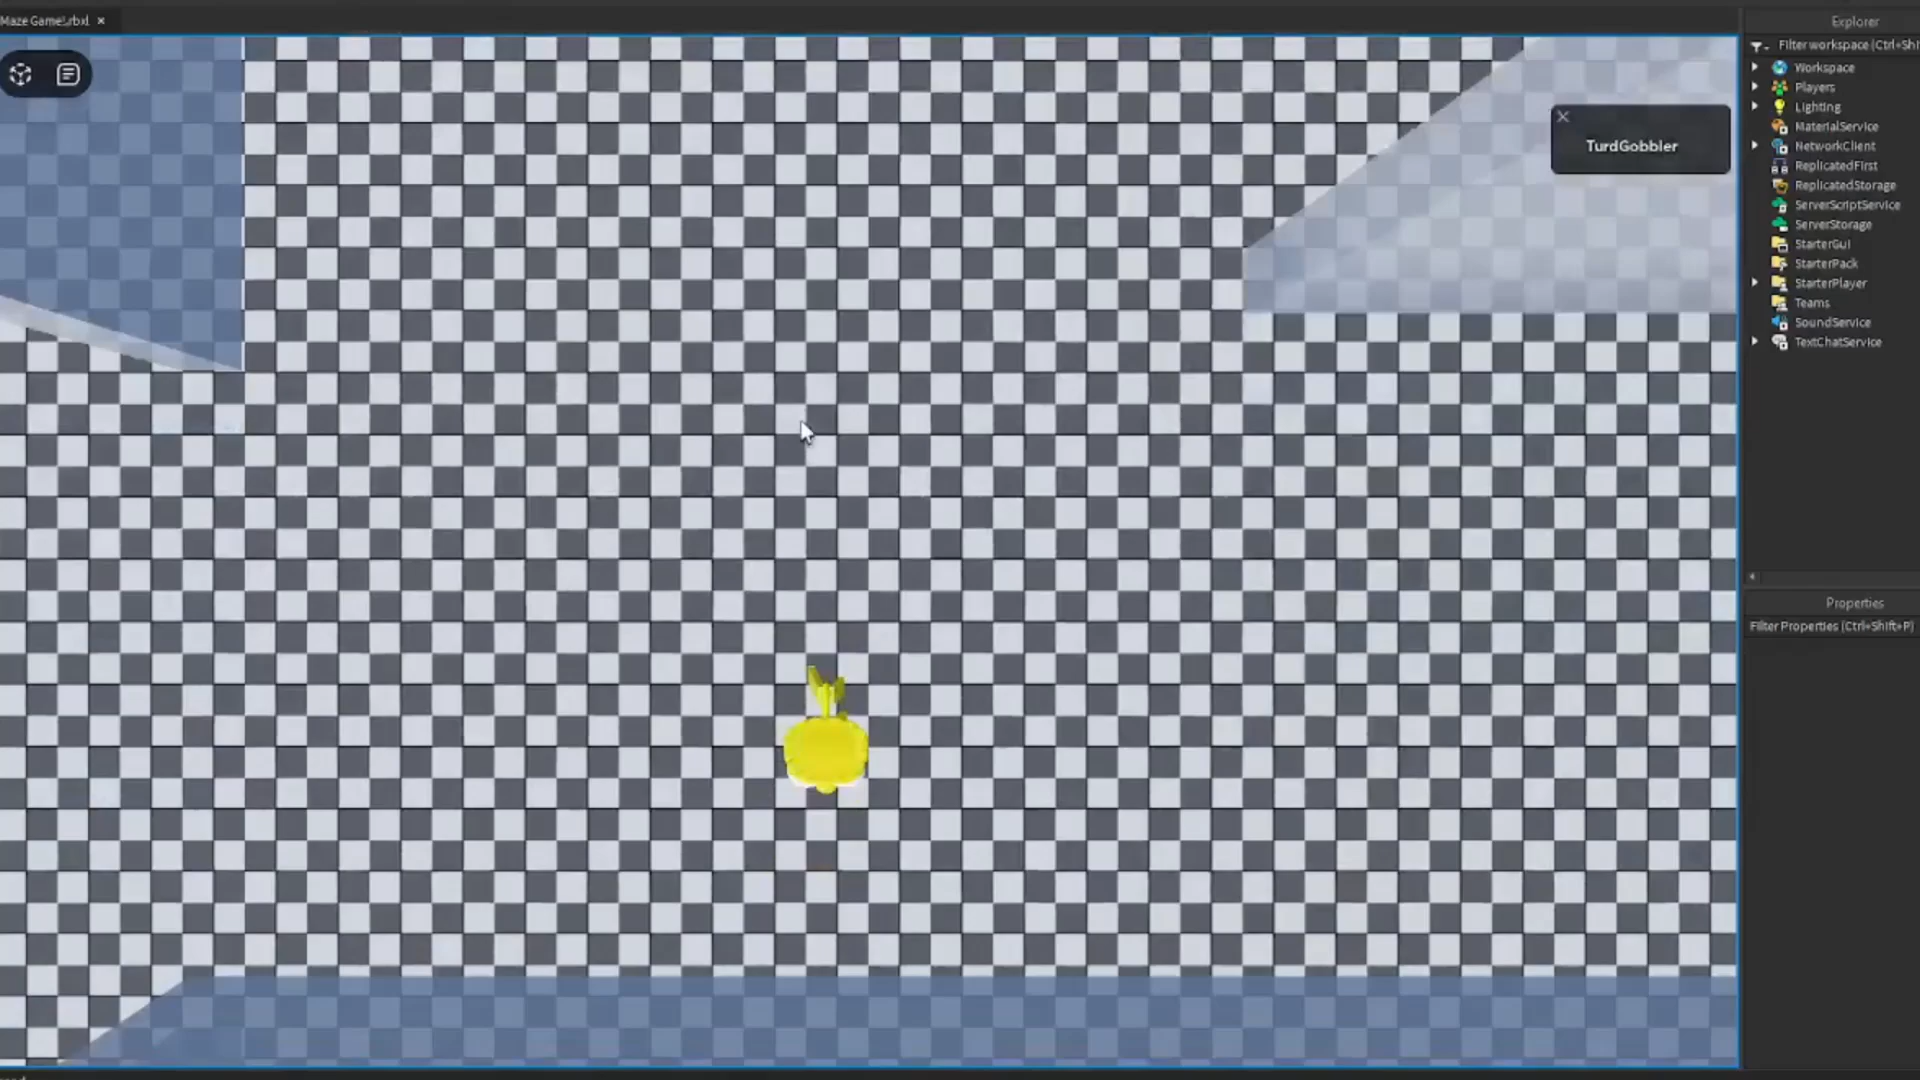 Maze Game!.rbxl ×
TurdGobbler
Explorer
Filter workspace (Ctrl+Shi
Workspace
Players
Lighting
MaterialService
NetworkClient
ReplicatedFirst
ReplicatedStorage
ServerScriptService
ServerStorage
StarterGui
StarterPack
StarterPlayer
Teams
SoundService
TextChatService
Properties
Filter Properties (Ctrl+Shift+P)